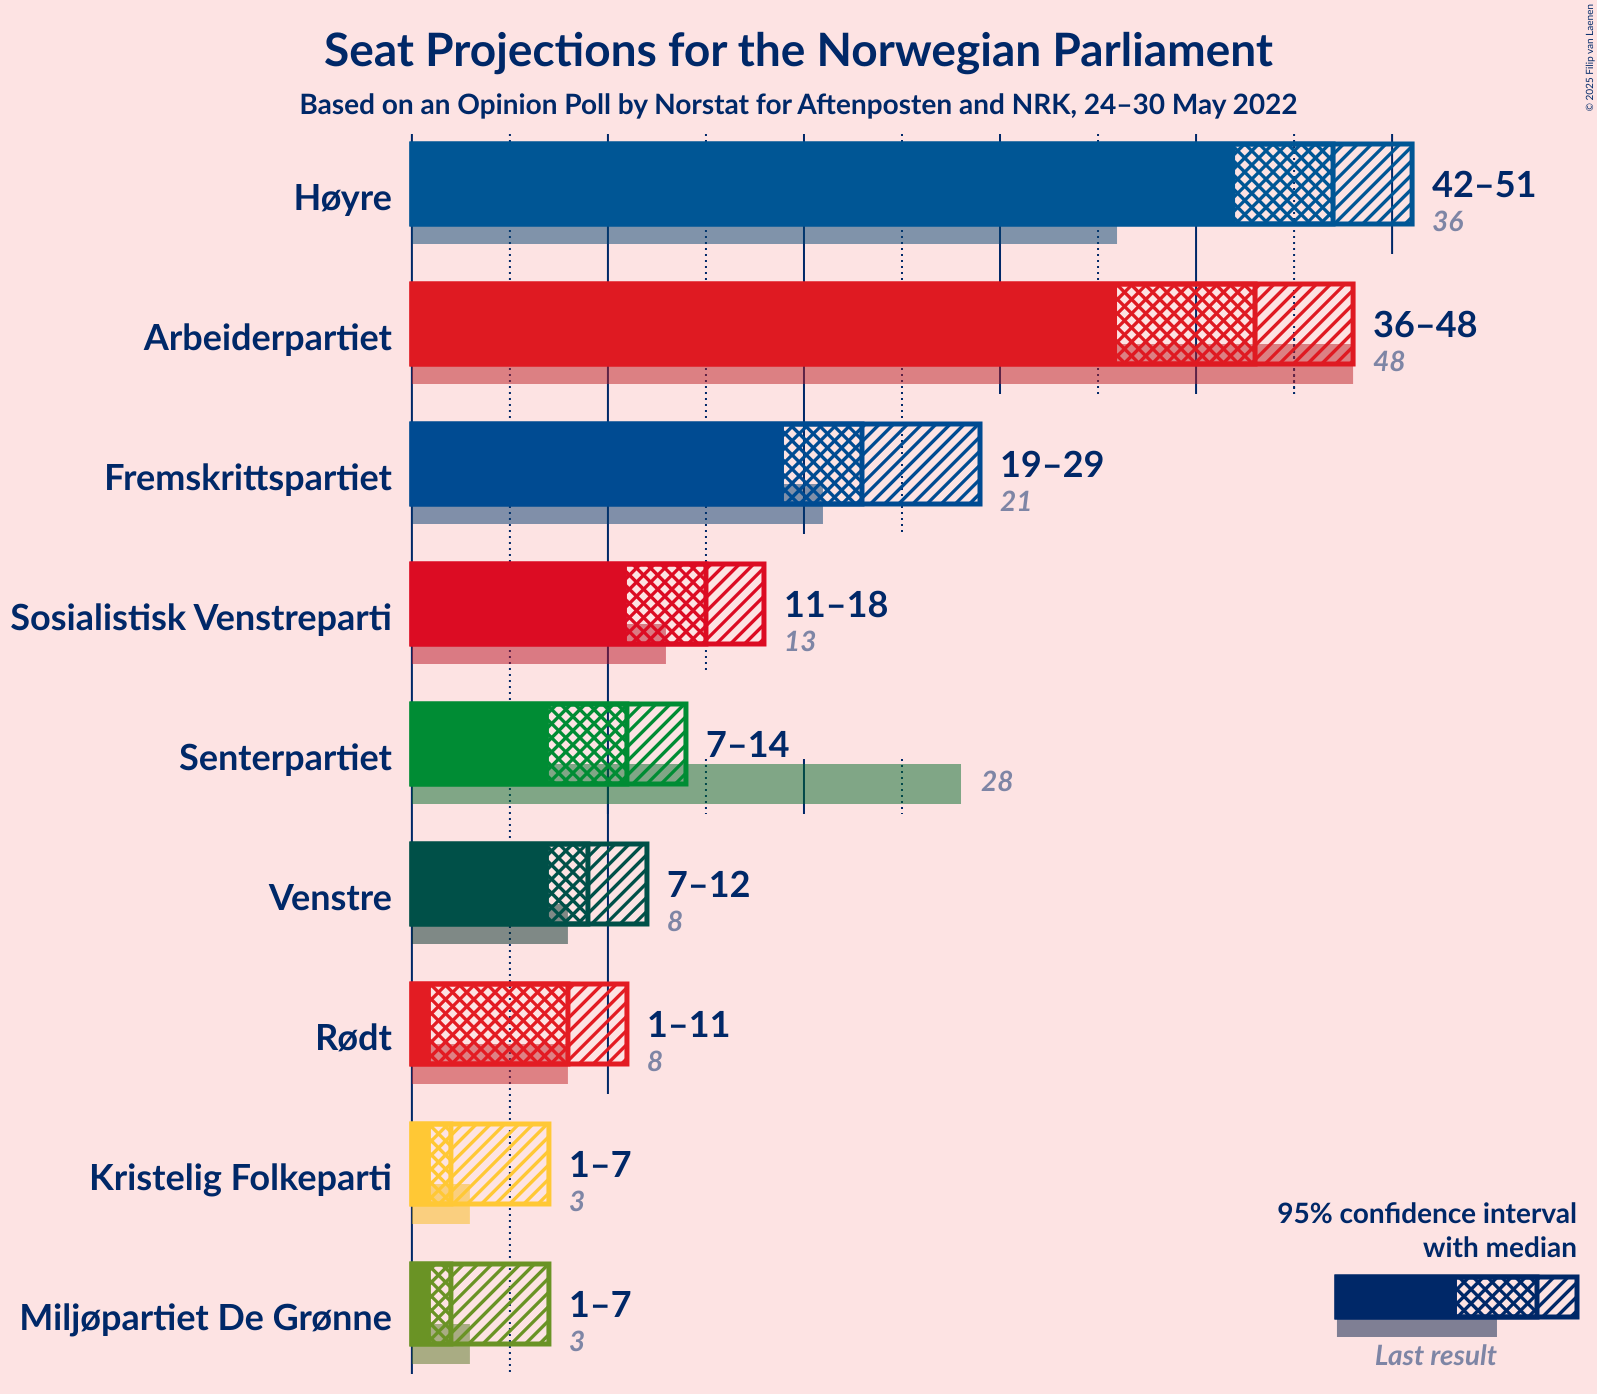 Seat Projections for the Norwegian Parliament
Based on an Opinion Poll by Norstat for Aftenposten and NRK, 24–30 May 2022
© 2025 Filip van Laenen
Høyre
42–51
36
Arbeiderpartiet
36–48
48
Fremskrittspartiet
19–29
21
Sosialistisk Venstreparti
11–18
13
Senterpartiet
7–14
28
Venstre
7–12
8
Rødt
1–11
8
Kristelig Folkeparti
1–7
3
Miljøpartiet De Grønne
1–7
3
95% confidence interval
with median
Last result